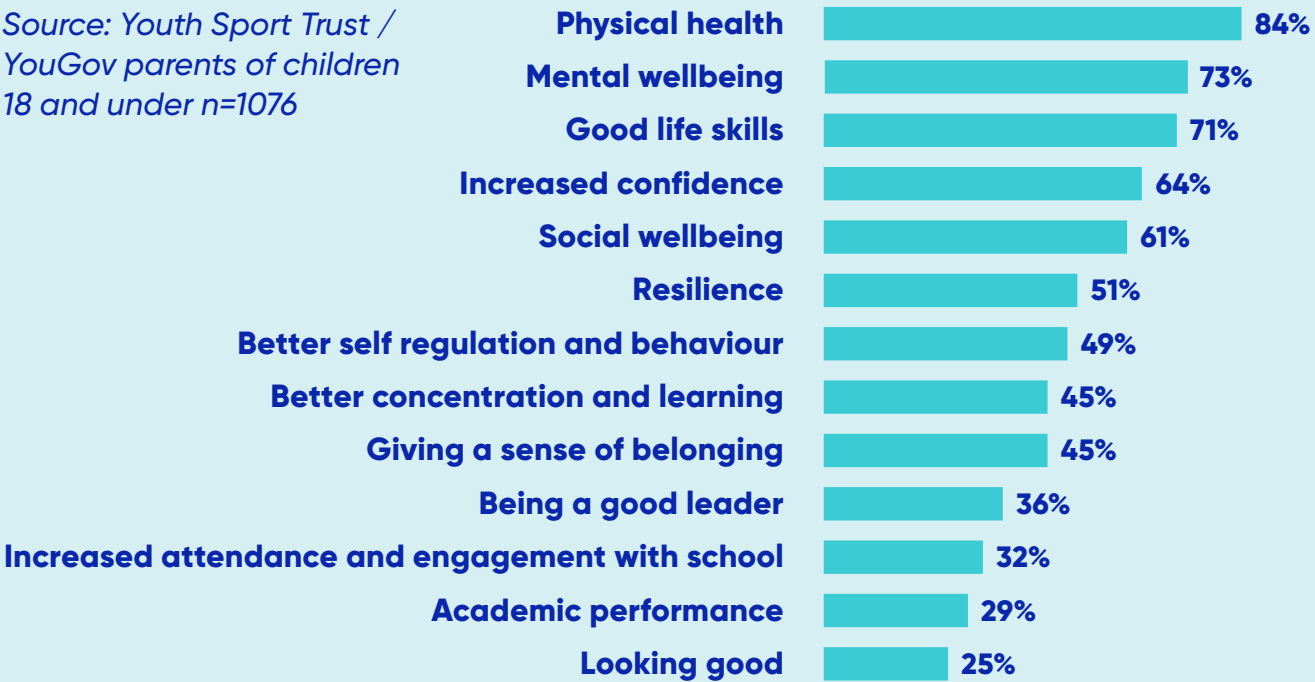 Source: Youth Sport Trust /
YouGov parents of children
18 and under n=1076
Physical health 84%
Mental wellbeing 73%
Good life skills 71%
Increased confidence 64%
Social wellbeing 61%
Resilience 51%
Better self regulation and behaviour 49%
Better concentration and learning 45%
Giving a sense of belonging 45%
Being a good leader 36%
Increased attendance and engagement with school 32%
Academic performance 29%
Looking good 25%